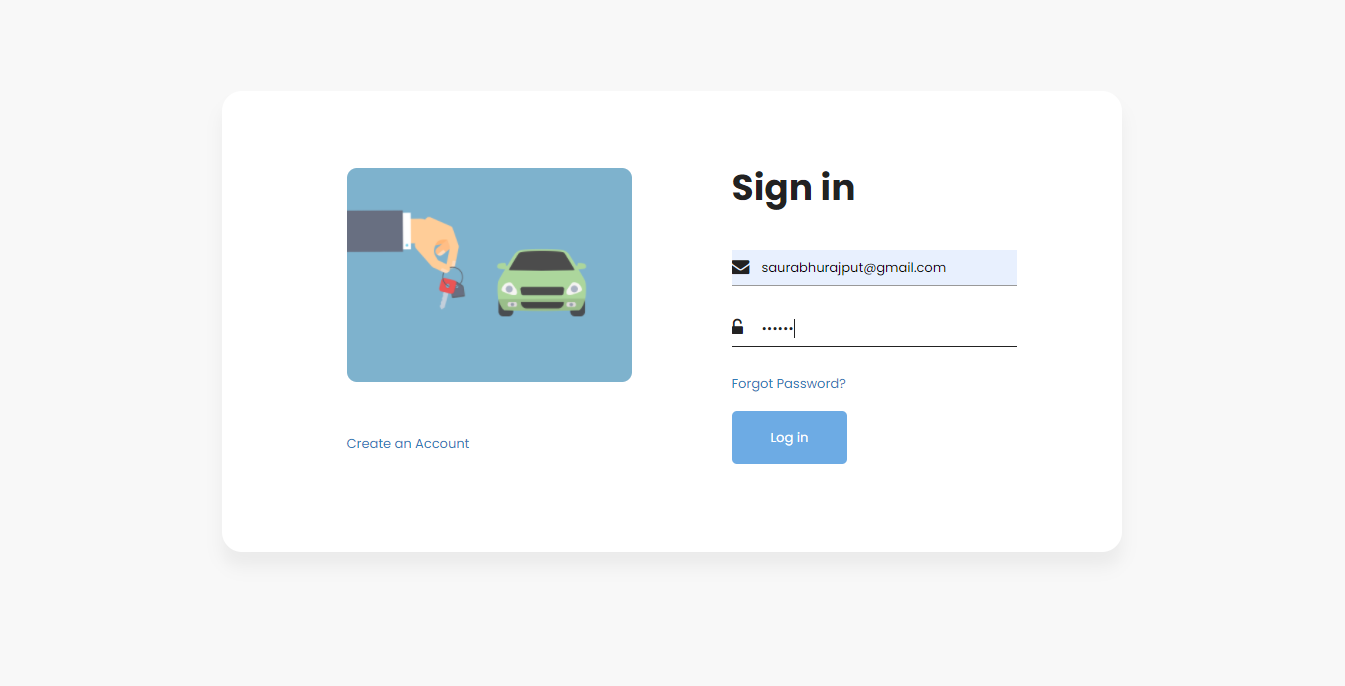 Sign in
saurabhurajput@gmail.com
••••••
Forgot Password?
Log in
Create an Account